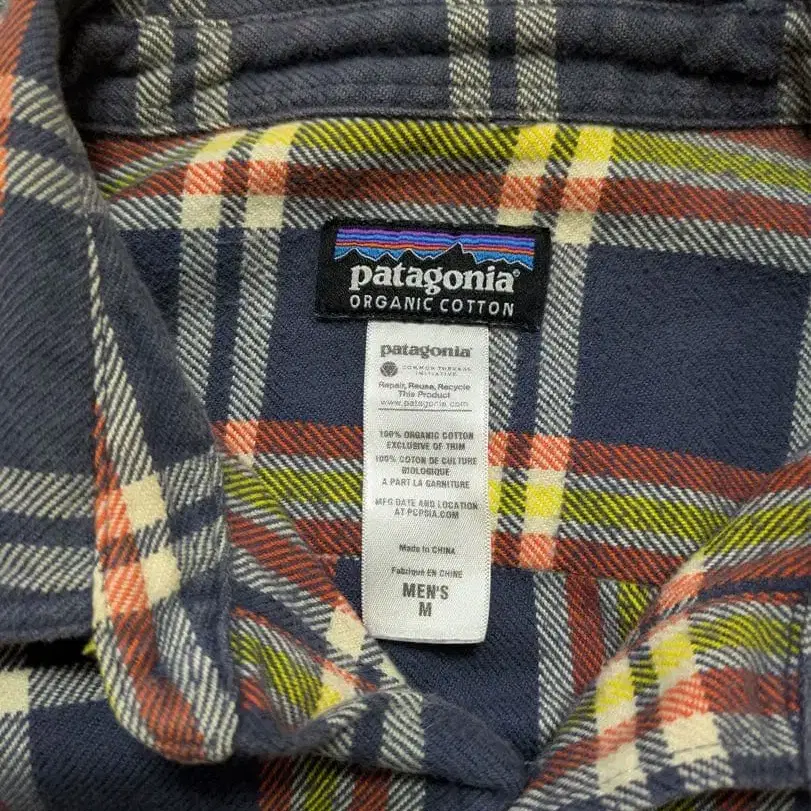 patagonia®
ORGANIC COTTON
patagonia®
COMMON THREADS
INITIATIVE
Repair, Reuse, Recycle
This Product
www.patagonia.com
100% ORGANIC COTTON
EXCLUSIVE OF TRIM
100% COTON DE CULTURE
BIOLOGIQUE
A PART LA GARNITURE
MFG DATE AND LOCATION
AT PCPSIA.COM
Made in CHINA
Fabriqué EN CHINE
MEN'S
M